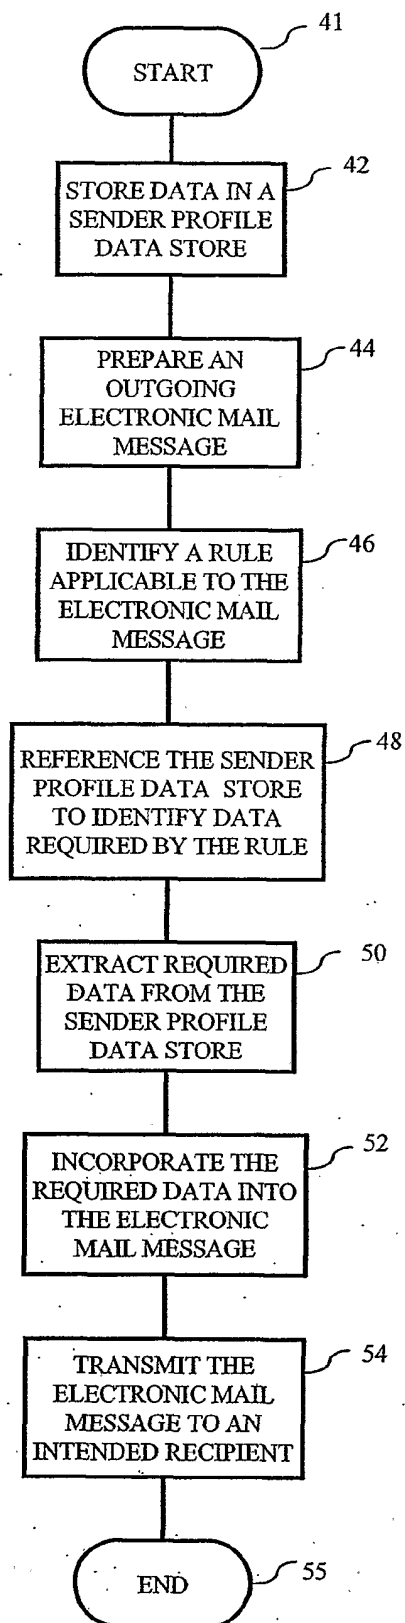 41
START
42
STORE DATA IN A
SENDER PROFILE
DATA STORE
44
PREPARE AN
OUTGOING
ELECTRONIC MAIL
MESSAGE
46
IDENTIFY A RULE
APPLICABLE TO THE
ELECTRONIC MAIL
MESSAGE
48
REFERENCE THE SENDER
PROFILE DATA STORE
TO IDENTIFY DATA
REQUIRED BY THE RULE
50
EXTRACT REQUIRED
DATA FROM THE
SENDER PROFILE
DATA STORE
52
INCORPORATE THE
REQUIRED DATA INTO
THE ELECTRONIC
MAIL MESSAGE
54
TRANSMIT THE
ELECTRONIC MAIL
MESSAGE TO AN
INTENDED RECIPIENT
END
55